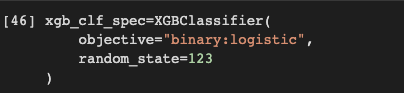 [46] xgb_clf_spec=XGBClassifier(
objective="binary:logistic",
random_state=123
)